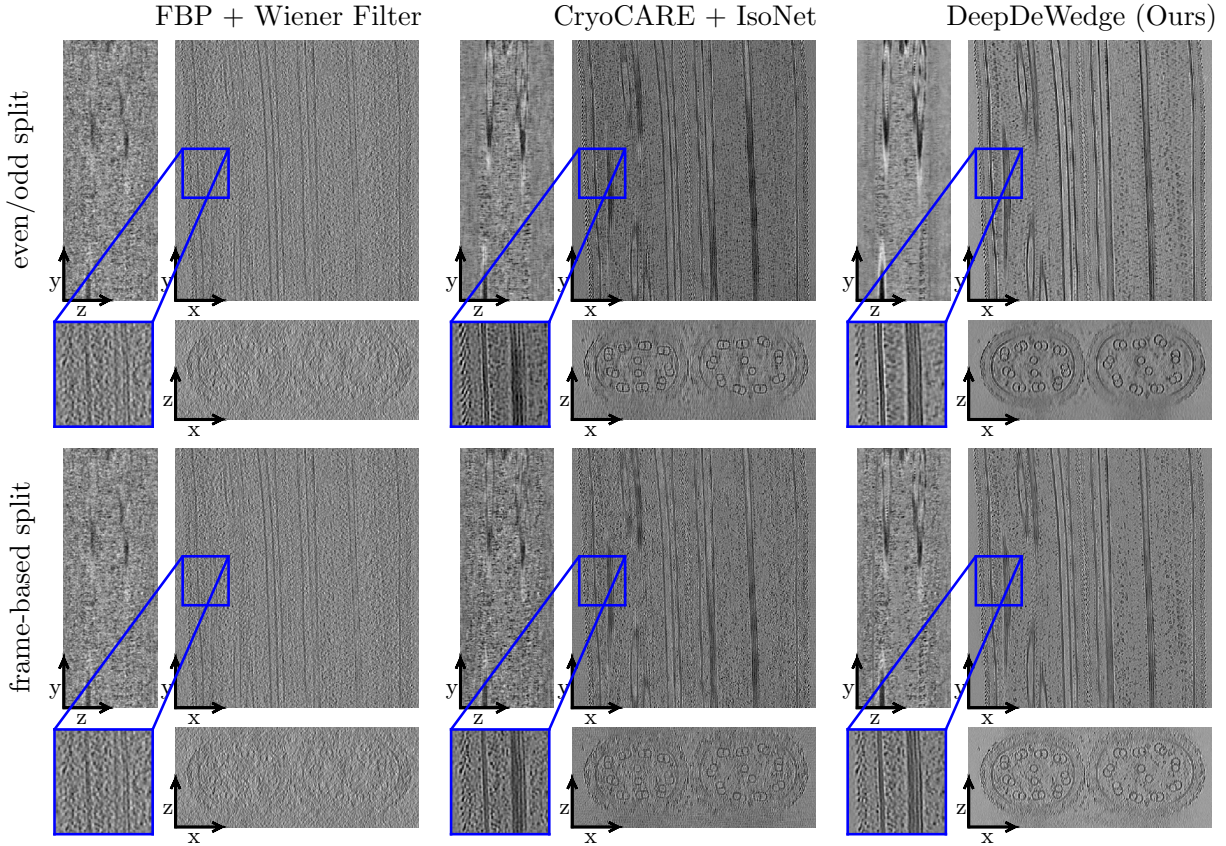 FBP + Wiener Filter
CryoCARE + IsoNet
DeepDeWedge (Ours)
even/odd split
y
z
y
x
z
x
y
z
y
x
z
x
y
z
y
x
z
x
frame-based split
y
z
y
x
z
x
y
z
y
x
z
x
y
z
y
x
z
x